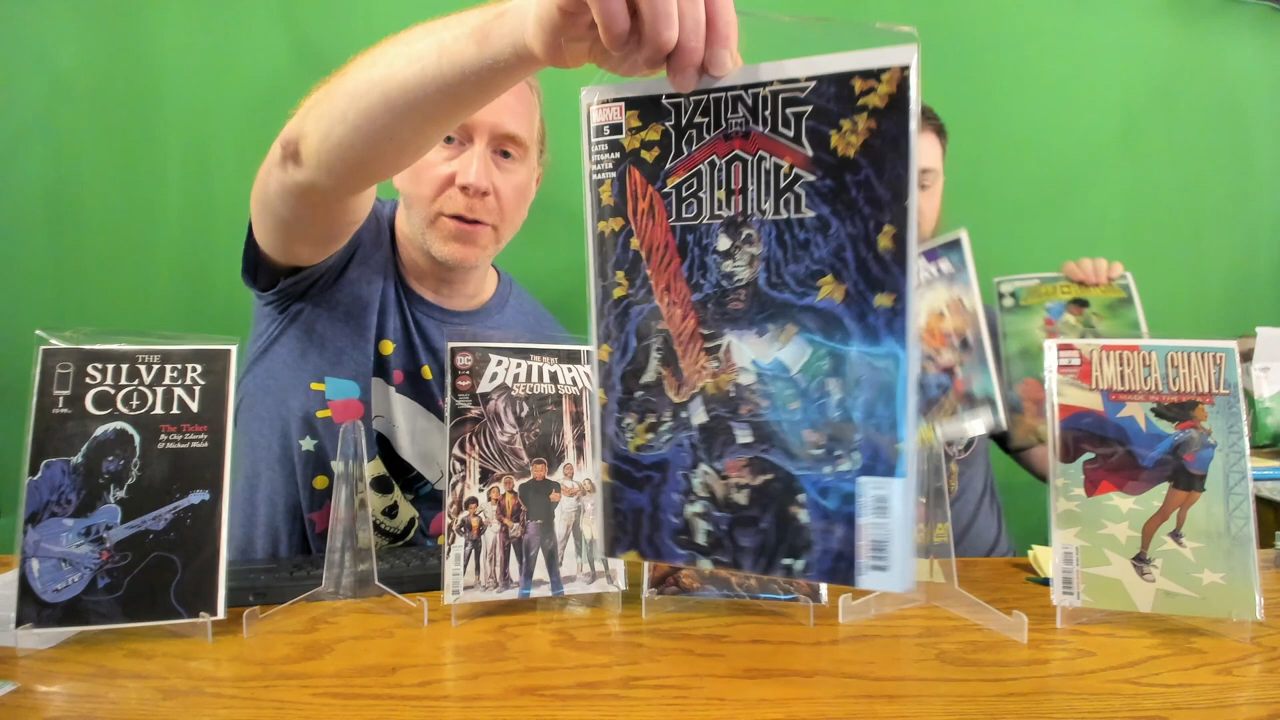 THE
SILVER
COIN
1
The Ticket
By Chip Zdarsky
& Michael Walsh
DC
THE NEXT
BATMAN
SECOND SON
MARVEL
5
CATES
STEGMAN
MAYER
MARTIN
KING
IN
BLACK
AMERICA CHAVEZ
MADE IN THE USA